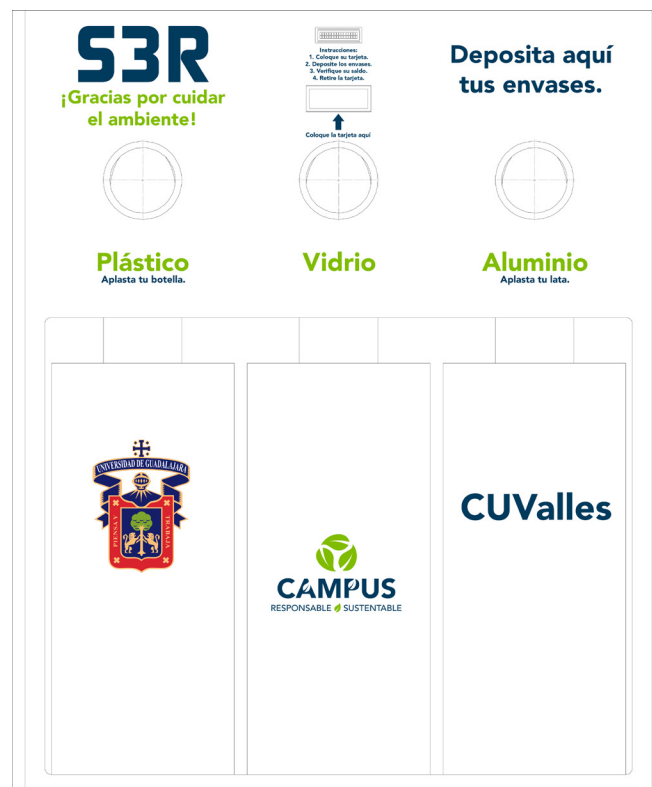 S3R
¡Gracias por cuidar
el ambiente!
Instrucciones:
1. Coloque su tarjeta.
2. Deposite los envases.
3. Verifique su saldo.
4. Retire la tarjeta.
Coloque la tarjeta aquí
Deposita aquí
tus envases.
Plástico
Aplasta tu botella.
Vidrio
Aluminio
Aplasta tu lata.
UNIVERSIDAD DE GUADALAJARA
PIENSA Y
TRABAJA
CAMPUS
RESPONSABLE SUSTENTABLE
CUValles